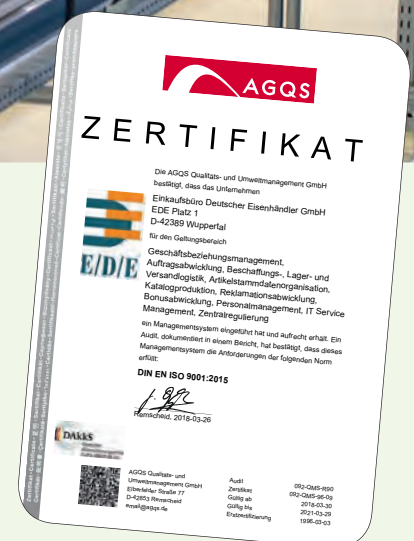 AGQS
ZERTIFIKAT
Die AGQS Qualitäts- und Umweltmanagement GmbH
bestätigt, dass das Unternehmen
Einkaufsbüro Deutscher Eisenhändler GmbH
EDE Platz 1
D-42389 Wuppertal
E/D/E
für den Geltungsbereich
Geschäftsbeziehungsmanagement,
Auftragsabwicklung, Beschaffungs-, Lager- und
Versandlogistik, Artikelstammdatenorganisation,
Katalogproduktion, Reklamationsabwicklung,
Bonusabwicklung, Personalmanagement, IT Service
Management, Zentralregulierung
ein Managementsystem eingeführt hat und aufrecht erhält. Ein
Audit, dokumentiert in einem Bericht, hat bestätigt, dass dieses
Managementsystem die Anforderungen der folgenden Norm
erfüllt:
DIN EN ISO 9001:2015
Remscheid, 2018-03-26
DAkkS
AGQS Qualitäts- und
Umweltmanagement GmbH
Elberfelder Straße 77
D-42853 Remscheid
email@agqs.de
Audit 092-QMS-R90
Zertifikat 092-QMS-96-09
Gültig ab 2018-03-30
Gültig bis 2021-03-29
Erstzertifizierung 1996-03-03